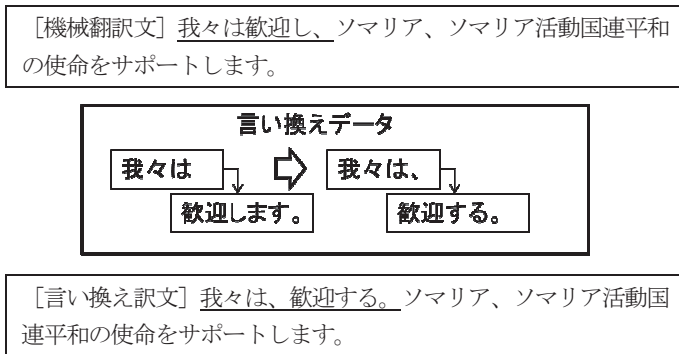 ［機械翻訳文］我々は歓迎し、ソマリア、ソマリア活動国連平和
の使命をサポートします。
言い換えデータ
我々は
我々は、
歓迎します。
歓迎する。
［言い換え訳文］我々は、歓迎する。ソマリア、ソマリア活動国
連平和の使命をサポートします。